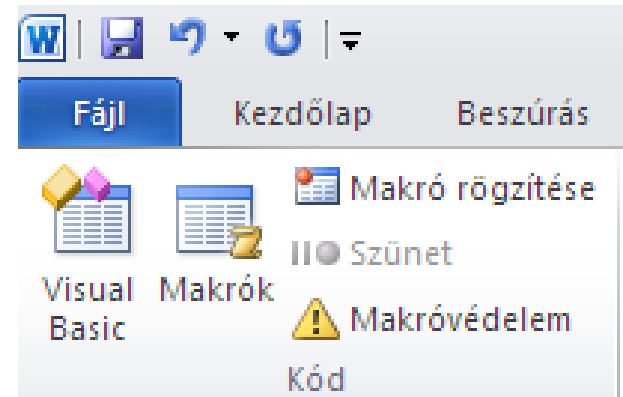 W
Fájl Kezdőlap Beszúrás
Makró rögzítése
Szünet
Visual Basic
Makrók
Makróvédelem
Kód